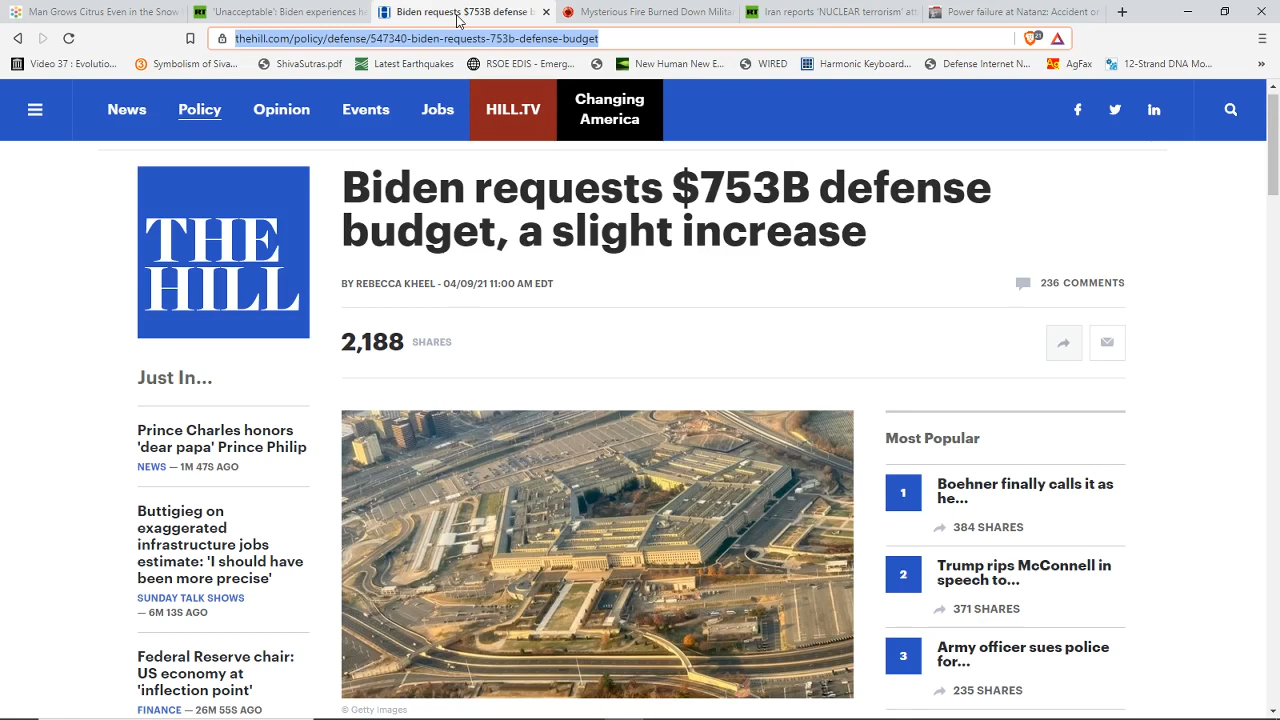 Man Grows Citrus Even in the Snow
'Unacceptable': Biden experiences h
Biden requests $753B defense b
Mysterious Fire Burned Down Militar
Iran reports 'NUCLEAR terrorism' att
Power failure at Natanz: Accident or
thehill.com/policy/defense/547340-biden-requests-753b-defense-budget
23
Video 37 : Evolutio...
Symbolism of Siva...
ShivaSutras.pdf
Latest Earthquakes
RSOE EDIS - Emerg...
New Human New E...
WIRED
Harmonic Keyboard...
Defense Internet N...
AgFax
12-Strand DNA Mo...
»
News
Policy
Opinion
Events
Jobs
HILL.TV
Changing
America
THE
HILL
Biden requests $753B defense
budget, a slight increase
BY REBECCA KHEEL - 04/09/21 11:00 AM EDT
236 COMMENTS
2,188 SHARES
Just In...
Prince Charles honors
'dear papa' Prince Philip
NEWS — 1M 47S AGO
Buttigieg on
exaggerated
infrastructure jobs
estimate: 'I should have
been more precise'
SUNDAY TALK SHOWS
— 6M 13S AGO
Federal Reserve chair:
US economy at
'inflection point'
FINANCE — 26M 55S AGO
© Getty Images
Most Popular
1
Boehner finally calls it as
he...
384 SHARES
2
Trump rips McConnell in
speech to...
371 SHARES
3
Army officer sues police
for...
235 SHARES